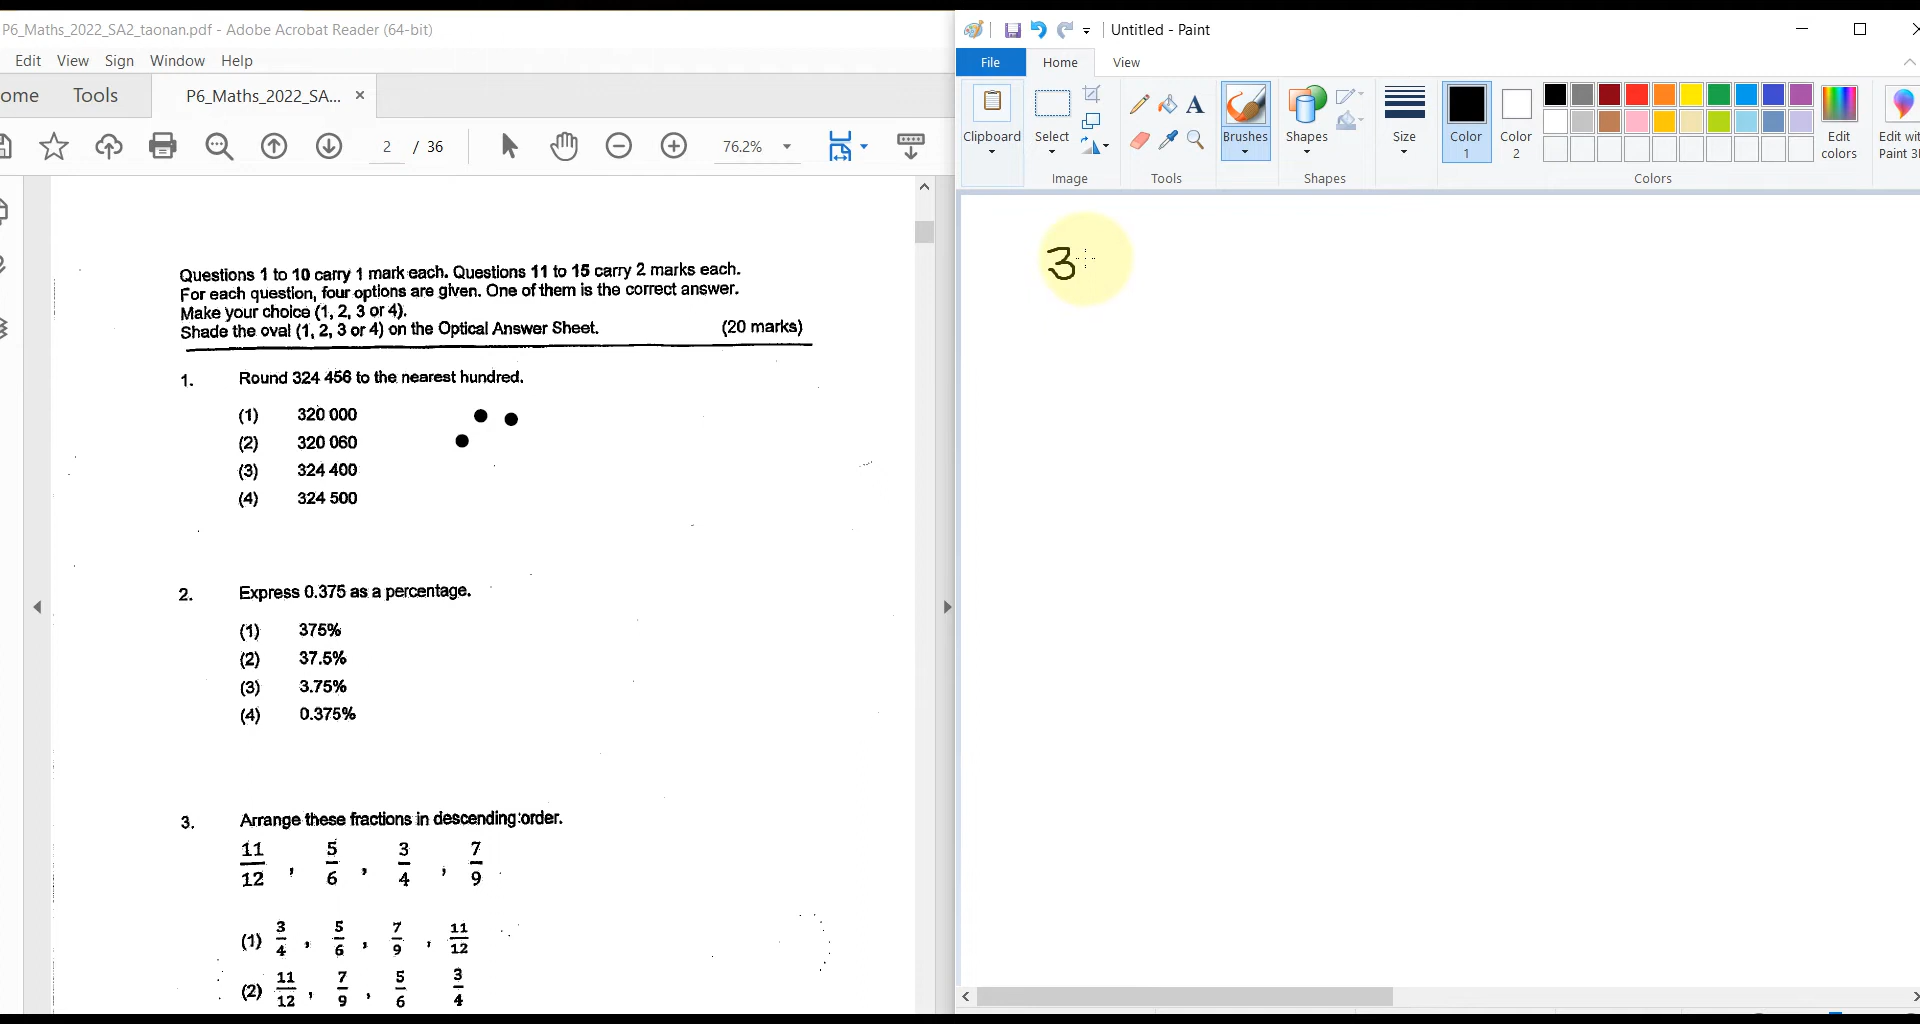 P6_Maths_2022_SA2_taonan.pdf - Adobe Acrobat Reader (64-bit)
Edit View Sign Window Help
ome Tools P6_Maths_2022_SA... ×
2 / 36 76.2%
Questions 1 to 10 carry 1 mark each. Questions 11 to 15 carry 2 marks each.
For each question, four options are given. One of them is the correct answer.
Make your choice (1, 2, 3 or 4).
Shade the oval (1, 2, 3 or 4) on the Optical Answer Sheet. (20 marks)
1. Round 324 456 to the nearest hundred.
(1) 320 000
(2) 320 060
(3) 324 400
(4) 324 500
2. Express 0.375 as a percentage.
(1) 375%
(2) 37.5%
(3) 3.75%
(4) 0.375%
3. Arrange these fractions in descending order.
11/12 , 5/6 , 3/4 , 7/9
(1) 3/4 , 5/6 , 7/9 , 11/12
(2) 11/12 , 7/9 , 5/6 3/4
Untitled - Paint
File Home View
Clipboard Select Brushes Shapes Size Color 1 Color 2 Edit colors Edit wi Paint 3
Image Tools Shapes Colors
3